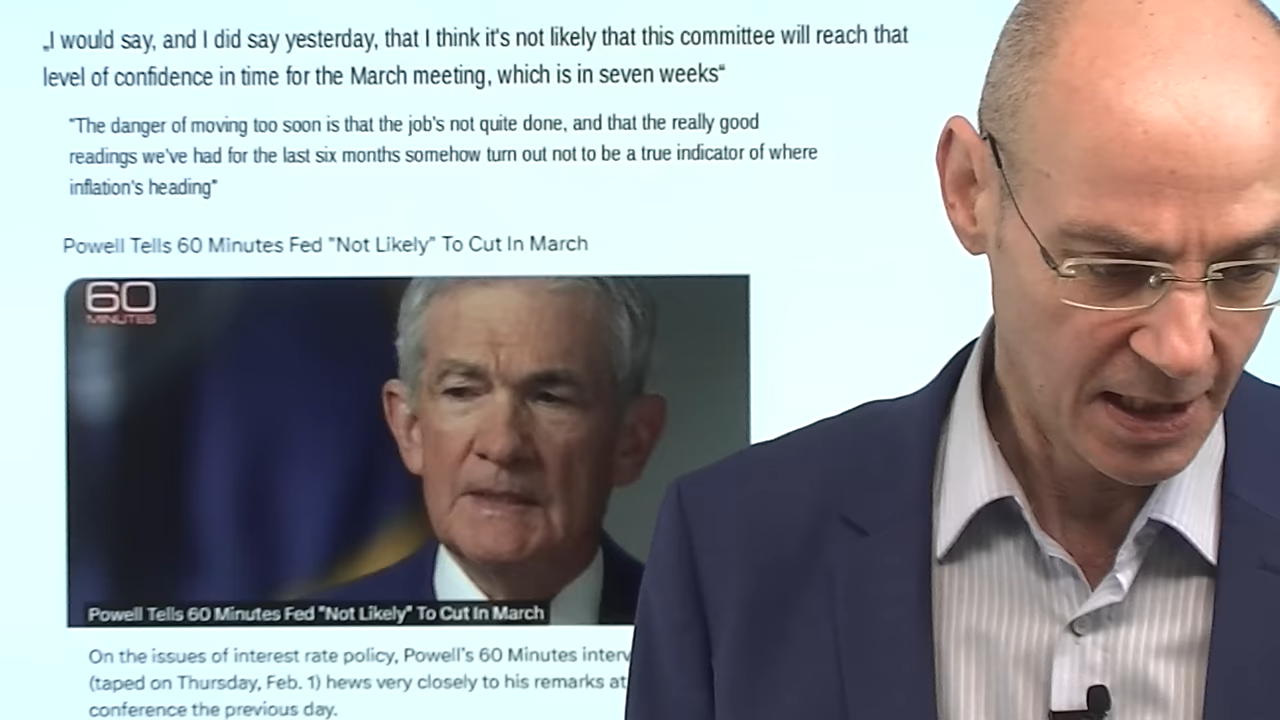 „I would say, and I did say yesterday, that I think it's not likely that this committee will reach that
level of confidence in time for the March meeting, which is in seven weeks“
"The danger of moving too soon is that the job's not quite done, and that the really good
readings we've had for the last six months somehow turn out not to be a true indicator of where
inflation's heading"
Powell Tells 60 Minutes Fed "Not Likely" To Cut In March
60
MINUTES
Powell Tells 60 Minutes Fed "Not Likely" To Cut In March
On the issues of interest rate policy, Powell's 60 Minutes
(taped on Thursday, Feb. 1) hews very closely to his remarks at
conference the previous day.